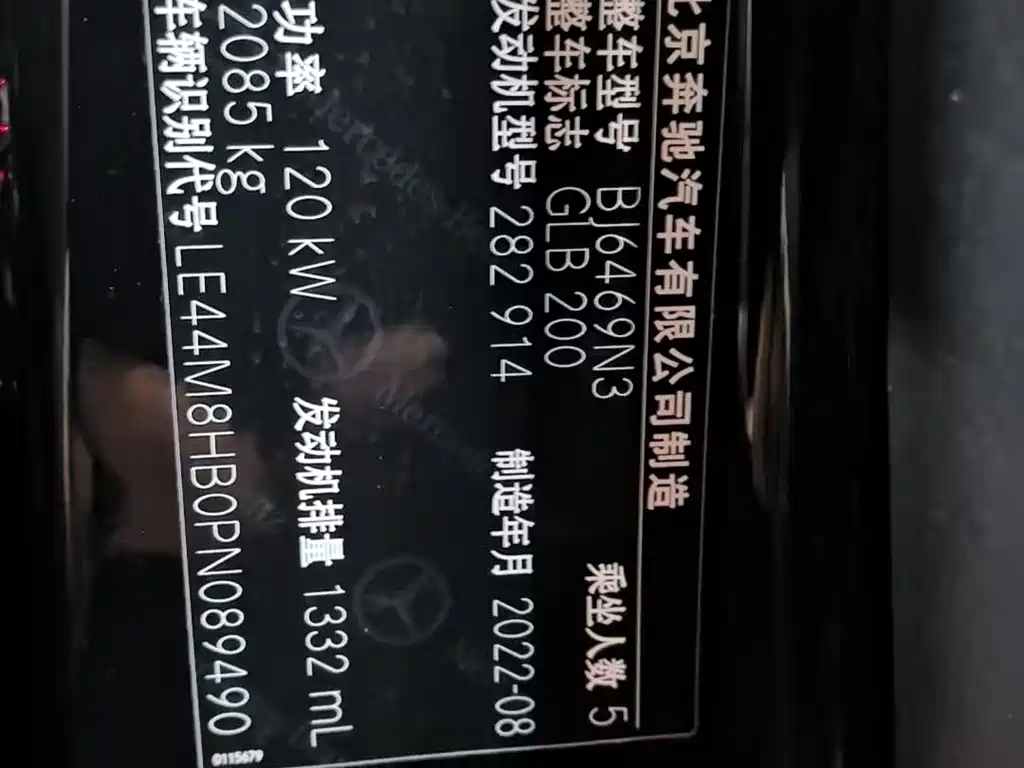 北京奔驰汽车有限公司制造
整车型号 BJ6469N3 乘坐人数 5
整车标志 GLB 200
发动机型号 282 914 制造年月 2022-08
功率 120 kW 发动机排量 1332 mL
2085 kg
车辆识别代号 LE44M8HB0PN089490
0115679